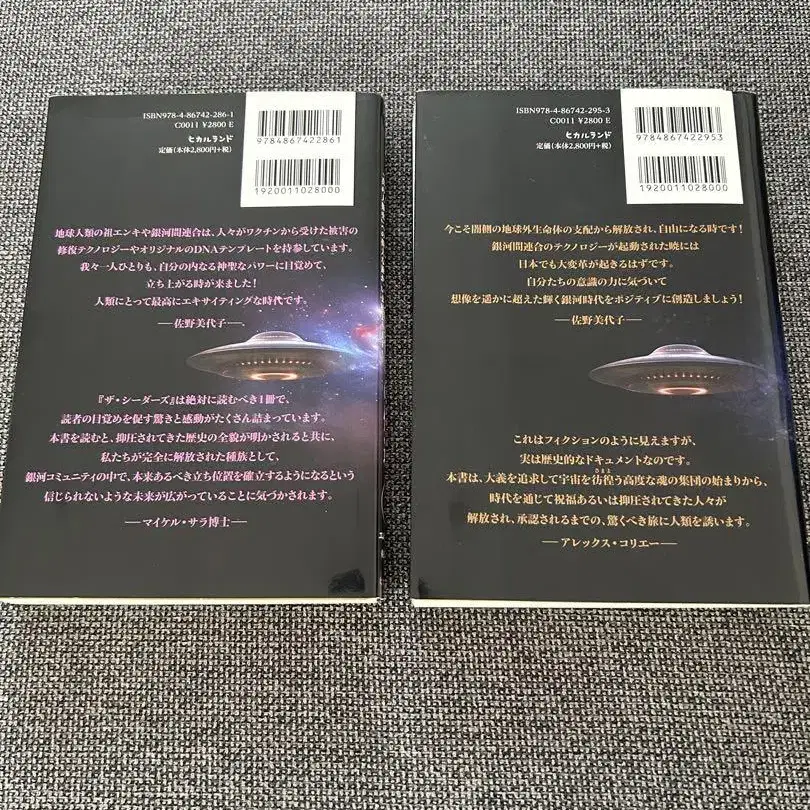 ISBN978-4-86742-286-1
C0011 ¥2800 E
ヒカルランド
定価(本体2,800円+税)
9784867422861
1920011028000
地球人類の祖エンキや銀河間連合は、人々がワクチンから受けた被害の
修復テクノロジーやオリジナルのDNAテンプレートを持参しています。
我々一人ひとりも、自分の内なる神聖なパワーに目覚めて、
立ち上がる時が来ました!
人類にとって最高にエキサイティングな時代です。
―佐野美代子―
『ザ・シーダーズ』は絶対に読むべき1冊で、
読者の目覚めを促す驚きと感動がたくさん詰まっています。
本書を読むと、抑圧されてきた歴史の全貌が明かされると共に、
私たちが完全に解放された種族として、
銀河コミュニティの中で、本来あるべき立ち位置を確立するようになるという
信じられないような未来が広がっていることに気づかされます。
―マイケル・サラ博士―
ISBN978-4-86742-295-3
C0011 ¥2800 E
ヒカルランド
定価(本体2,800円+税)
9784867422953
1920011028000
今こそ闇側の地球外生命体の支配から解放され、自由になる時です!
銀河間連合のテクノロジーが起動された暁には
日本でも大変革が起きるはずです。
自分たちの意識の力に気づいて
想像を遥かに超えた輝く銀河時代をポジティブに創造しましょう!
―佐野美代子―
これはフィクションのように見えますが、
実は歴史的なドキュメントなのです。
さまよ
本書は、大義を追求して宇宙を彷徨う高度な魂の集団の始まりから、
時代を通じて祝福あるいは抑圧されてきた人々が
解放され、承認されるまでの、驚くべき旅に人類を誘います。
―アレックス・コリエー―